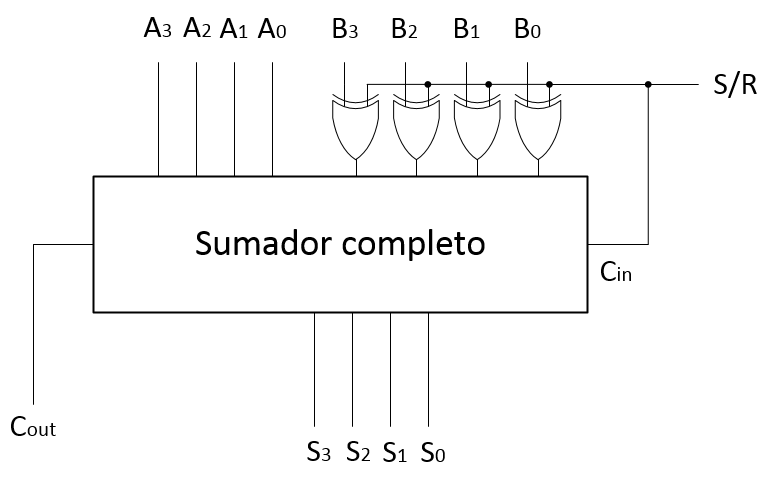 A3 A2 A1 A0 B3 B2 B1 B0
S/R
Sumador completo
Cin
Cout
S3 S2 S1 S0